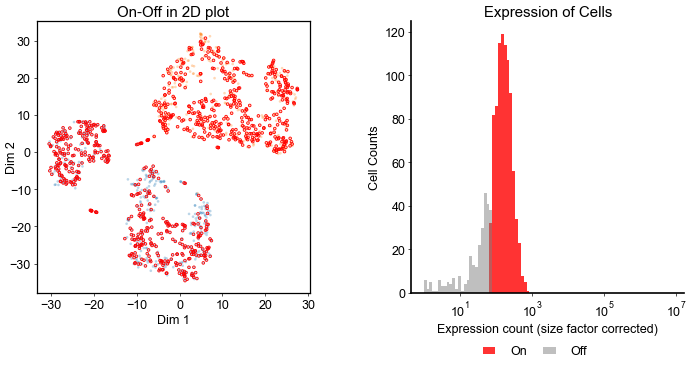 On-Off in 2D plot
30
20
10
0
−10
−20
−30
Dim 2
−30 −20 −10 0 10 20 30
Dim 1
Expression of Cells
120
100
80
60
40
20
0
Cell Counts
10^1 10^3 10^5 10^7
Expression count (size factor corrected)
On Off